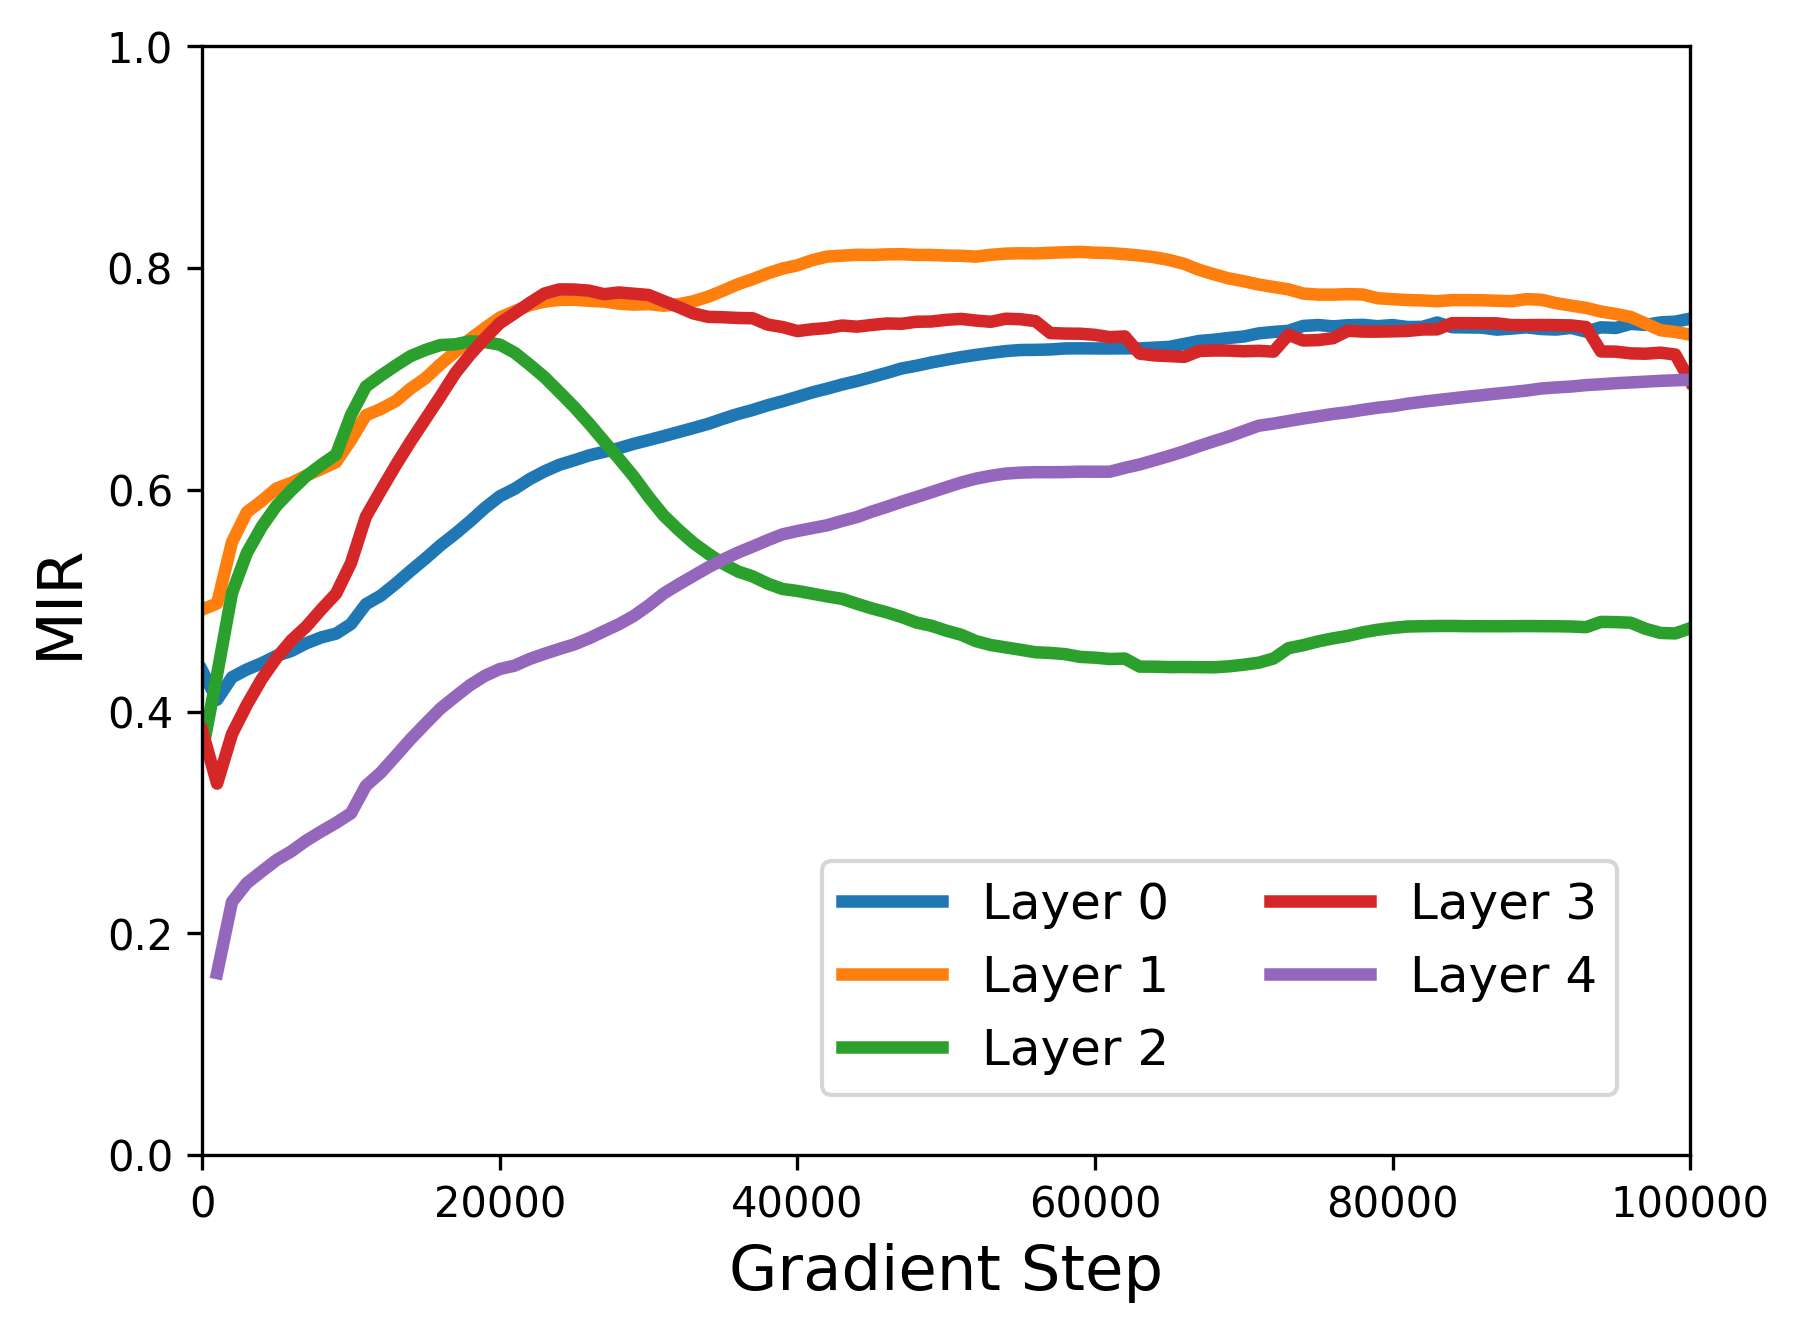 1.0
0.8
0.6
0.4
0.2
0.0
MIR
0 20000 40000 60000 80000 100000
Gradient Step
Layer 0
Layer 1
Layer 2
Layer 3
Layer 4